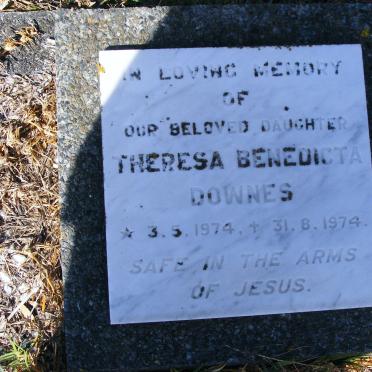 IN LOVING MEMORY
OF
OUR BELOVED DAUGHTER
THERESA BENEDICTA
DOWNES
* 3.5.1974. + 31.8.1974.
SAFE IN THE ARMS
OF JESUS.